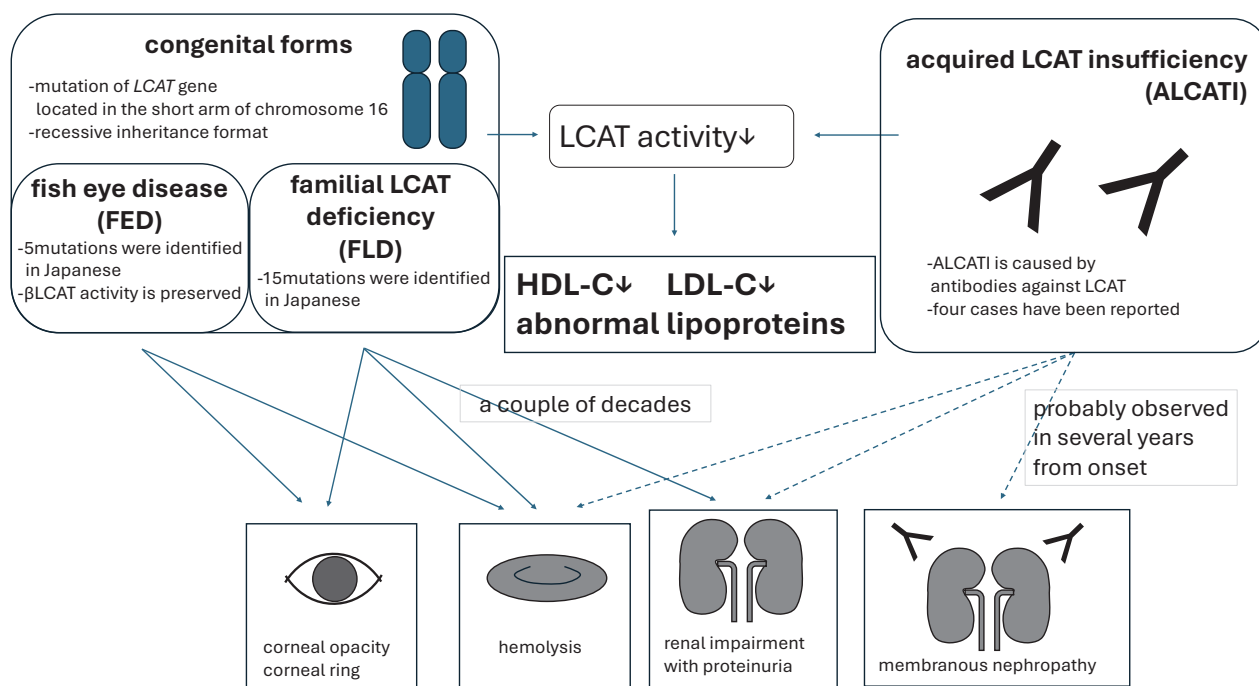 congenital forms
-mutation of LCAT gene
located in the short arm of chromosome 16
-recessive inheritance format
fish eye disease
(FED)
-5mutations were identified
in Japanese
-βLCAT activity is preserved
familial LCAT
deficiency
(FLD)
-15mutations were identified
in Japanese
LCAT activity↓
HDL-C↓ LDL-C↓
abnormal lipoproteins
acquired LCAT insufficiency
(ALCATI)
-ALCATI is caused by
antibodies against LCAT
-four cases have been reported
a couple of decades
probably observed
in several years
from onset
corneal opacity
corneal ring
hemolysis
renal impairment
with proteinuria
membranous nephropathy